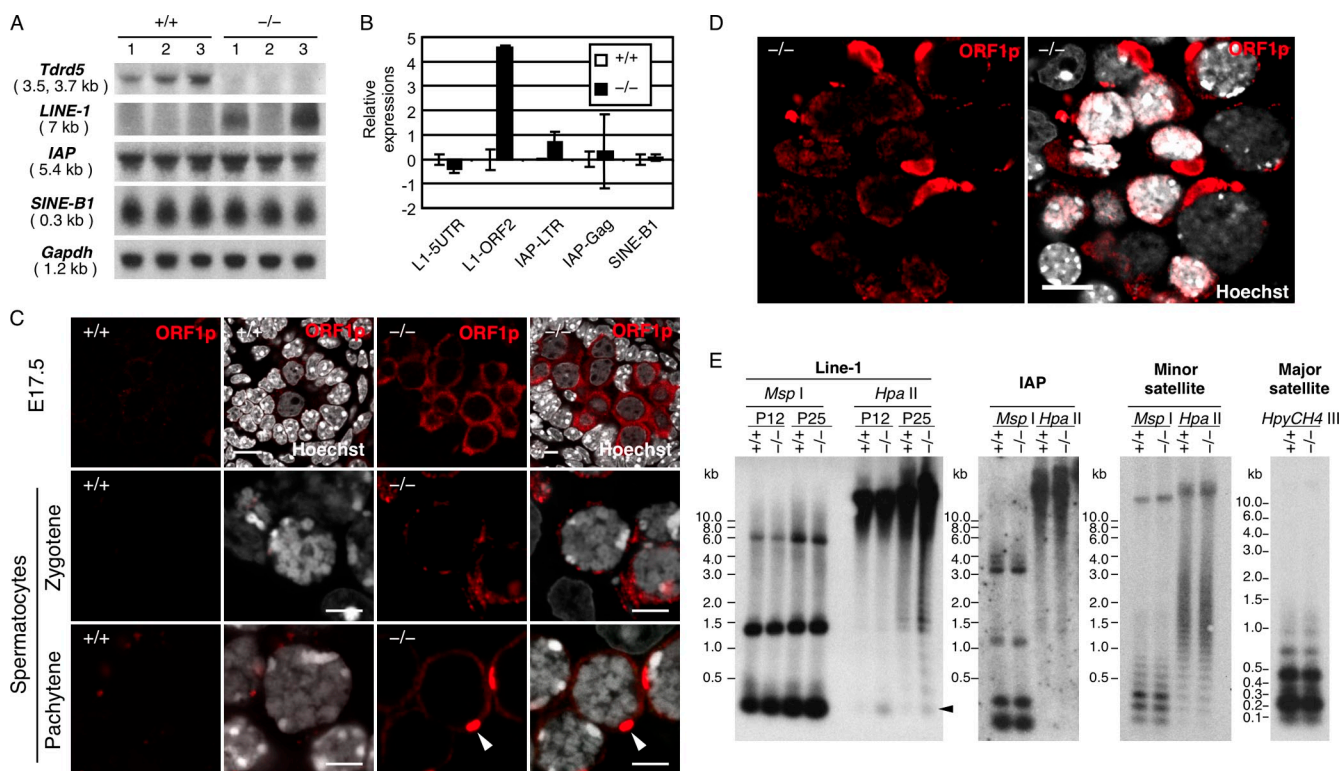 A
+/+ –/–
1 2 3 1 2 3
Tdrd5
( 3.5, 3.7 kb )
LINE-1
( 7 kb )
IAP
( 5.4 kb )
SINE-B1
( 0.3 kb )
Gapdh
( 1.2 kb )
B
Relative
expressions
5
4
3
2
1
0
-1
-2
+/+
–/–
L1-5UTR
L1-ORF2
IAP-LTR
IAP-Gag
SINE-B1
C
E17.5
Spermatocytes
Zygotene
Pachytene
+/+ ORF1p +/+ ORF1p –/– ORF1p –/– ORF1p
Hoechst Hoechst
+/+ –/–
+/+ –/–
D
–/– ORF1p –/– ORF1p
Hoechst
E
Line-1
Msp I Hpa II
P12 P25 P12 P25
+/+ –/– +/+ –/– +/+ –/– +/+ –/–
kb
10.0
8.0
6.0
4.0
3.0
2.0
1.5
1.0
0.5
IAP
Msp I Hpa II
+/+ –/– +/+ –/–
kb
10.0
8.0
6.0
4.0
3.0
2.0
1.5
1.0
0.5
Minor
satellite
Msp I Hpa II
+/+ –/– +/+ –/–
kb
10.0
8.0
6.0
4.0
3.0
2.0
1.5
1.0
0.5
Major
satellite
HpyCH4 III
+/+ –/–
kb
10.0
8.0
6.0
4.0
3.0
2.0
1.5
1.0
0.5
0.4
0.3
0.2
0.1